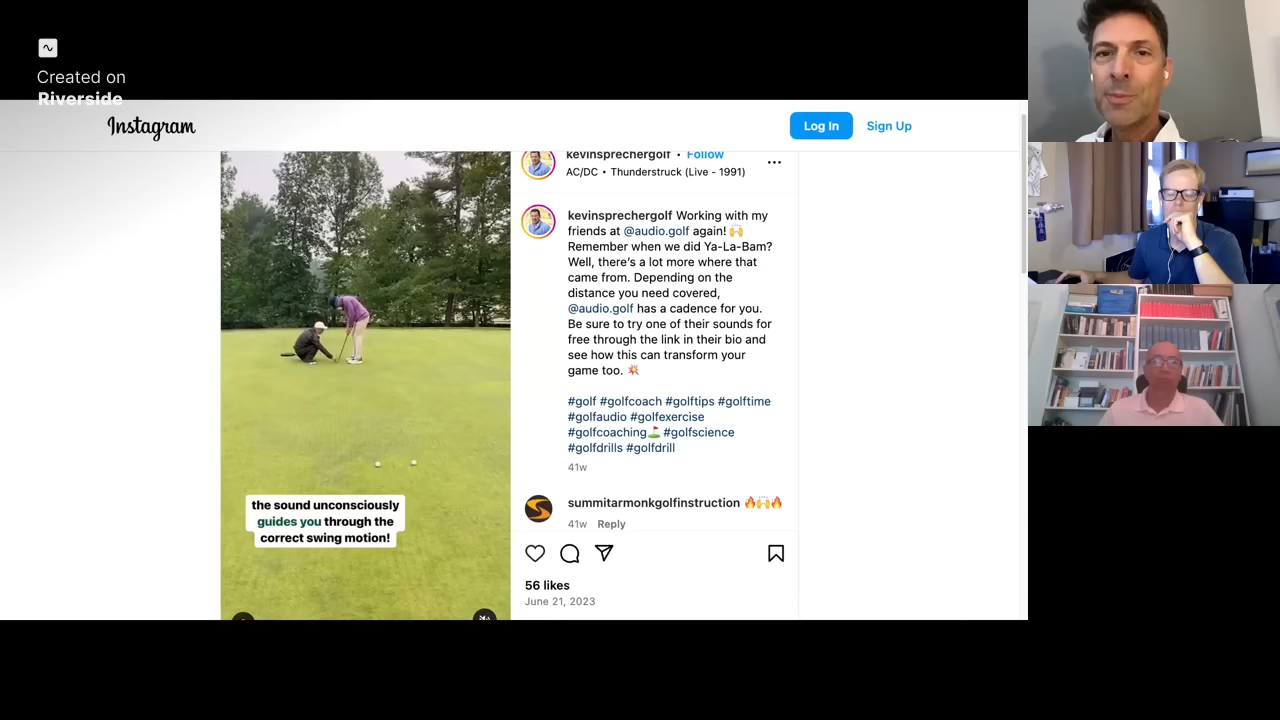 Created on
Riverside
Instagram
Log In
Sign Up
kevinsprechergolf • Follow
AC/DC • Thunderstruck (Live - 1991)
kevinsprechergolf Working with my
friends at @audio.golf again! 🙌
Remember when we did Ya-La-Bam?
Well, there's a lot more where that
came from. Depending on the
distance you need covered,
@audio.golf has a cadence for you.
Be sure to try one of their sounds for
free through the link in their bio and
see how this can transform your
game too. 💥
#golf #golfcoach #golftips #golftime
#golfaudio #golfexercise
#golfcoaching⛳ #golfscience
#golfdrills #golfdrill
41w
summitarmonkgolfinstruction 🔥🙌🔥
41w Reply
56 likes
June 21, 2023
the sound unconsciously
guides you through the
correct swing motion!